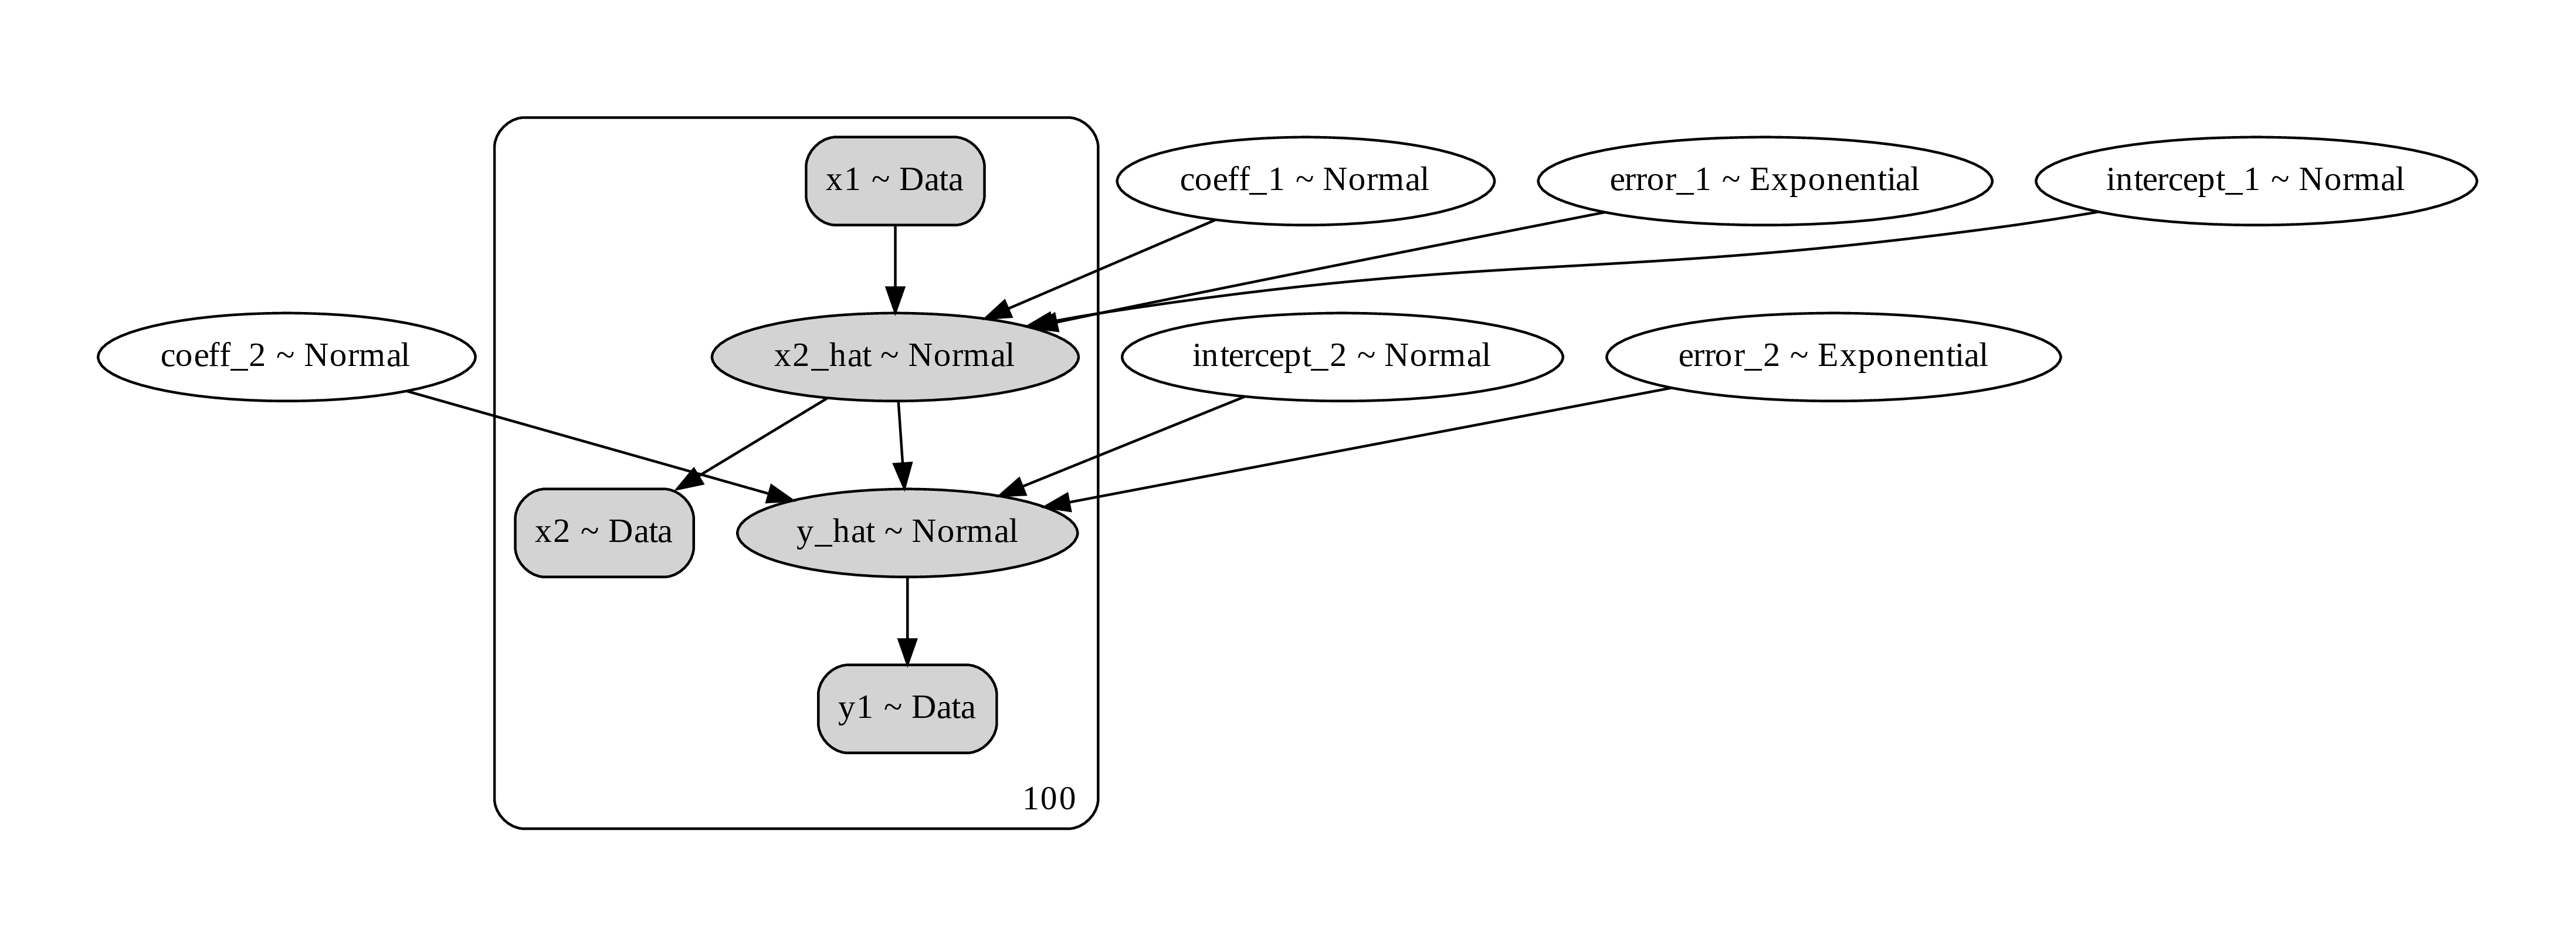 x1 ~ Data
coeff_1 ~ Normal
error_1 ~ Exponential
intercept_1 ~ Normal
coeff_2 ~ Normal
x2_hat ~ Normal
intercept_2 ~ Normal
error_2 ~ Exponential
x2 ~ Data
y_hat ~ Normal
y1 ~ Data
100